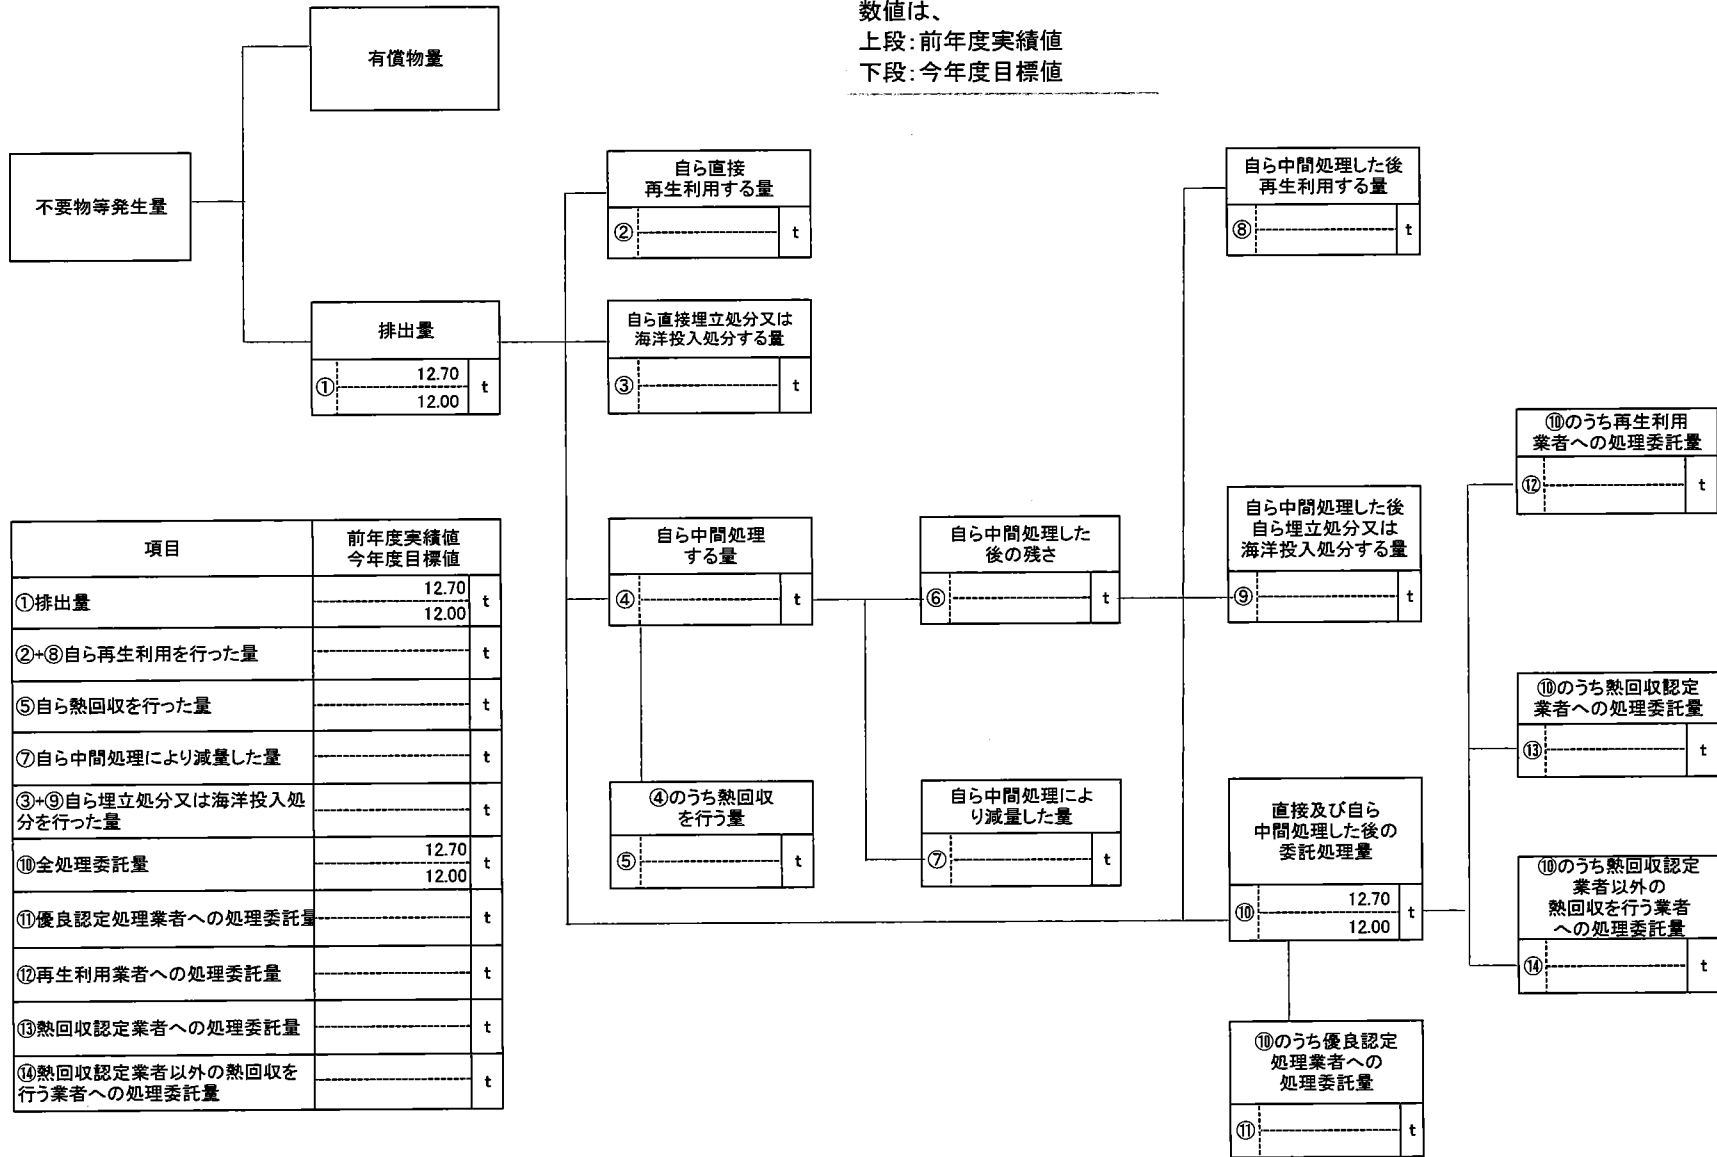 数値は、
上段：前年度実績値
下段：今年度目標値
有償物量
不要物等発生量
排出量
① 12.70 t
12.00
自ら直接
再生利用する量
② t
自ら直接埋立処分又は
海洋投入処分する量
③ t
自ら中間処理
する量
④ t
④のうち熱回収
を行う量
⑤ t
自ら中間処理した
後の残さ
⑥ t
自ら中間処理によ
り減量した量
⑦ t
自ら中間処理した後
再生利用する量
⑧ t
自ら中間処理した後
自ら埋立処分又は
海洋投入処分する量
⑨ t
直接及び自ら
中間処理した後の
委託処理量
⑩ 12.70 t
12.00
⑩のうち優良認定
処理業者への
処理委託量
⑪ t
⑩のうち再生利用
業者への処理委託量
⑫ t
⑩のうち熱回収認定
業者への処理委託量
⑬ t
⑩のうち熱回収認定
業者以外の
熱回収を行う業者
への処理委託量
⑭ t
項目 前年度実績値
今年度目標値
①排出量 12.70 t
12.00
②+⑧自ら再生利用を行った量 t
⑤自ら熱回収を行った量 t
⑦自ら中間処理により減量した量 t
③+⑨自ら埋立処分又は海洋投入処
分を行った量 t
⑩全処理委託量 12.70 t
12.00
⑪優良認定処理業者への処理委託量 t
⑫再生利用業者への処理委託量 t
⑬熱回収認定業者への処理委託量 t
⑭熱回収認定業者以外の熱回収を
行う業者への処理委託量 t